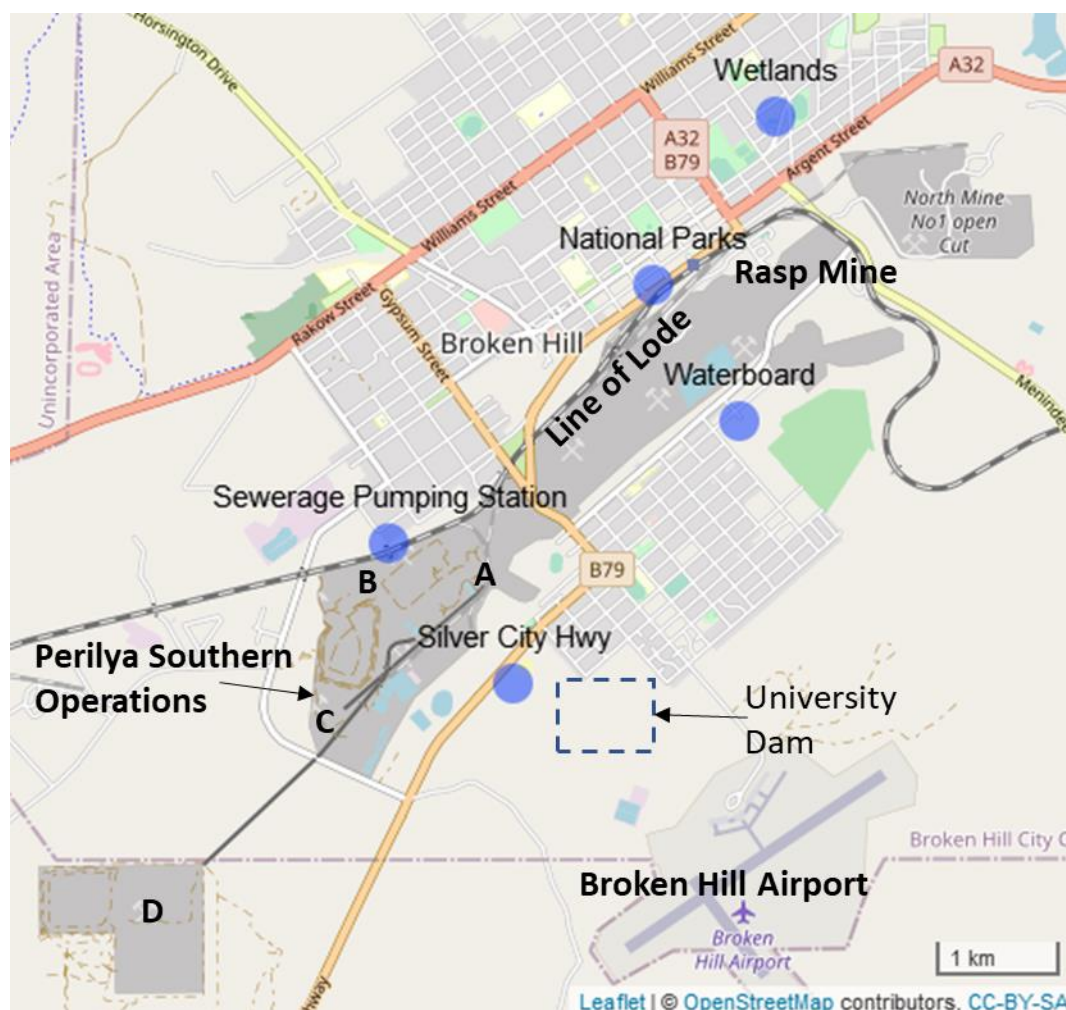 Horsington Drive
Williams Street
A32
Wetlands
A32
B79
Argent Street
North Mine
No1 open
Cut
Unincorporated Area
Williams Street
National Parks
Rasp Mine
Rakow Street
Gypsum Street
Broken Hill
Line of Lode
Waterboard
Menindee
Sewerage Pumping Station
B
A
B79
Perilya Southern
Operations
Silver City Hwy
C
University
Dam
Broken Hill City C
D
Broken Hill Airport
Broken
Hill Airport
1 km
hway
Leaflet | © OpenStreetMap contributors, CC-BY-SA